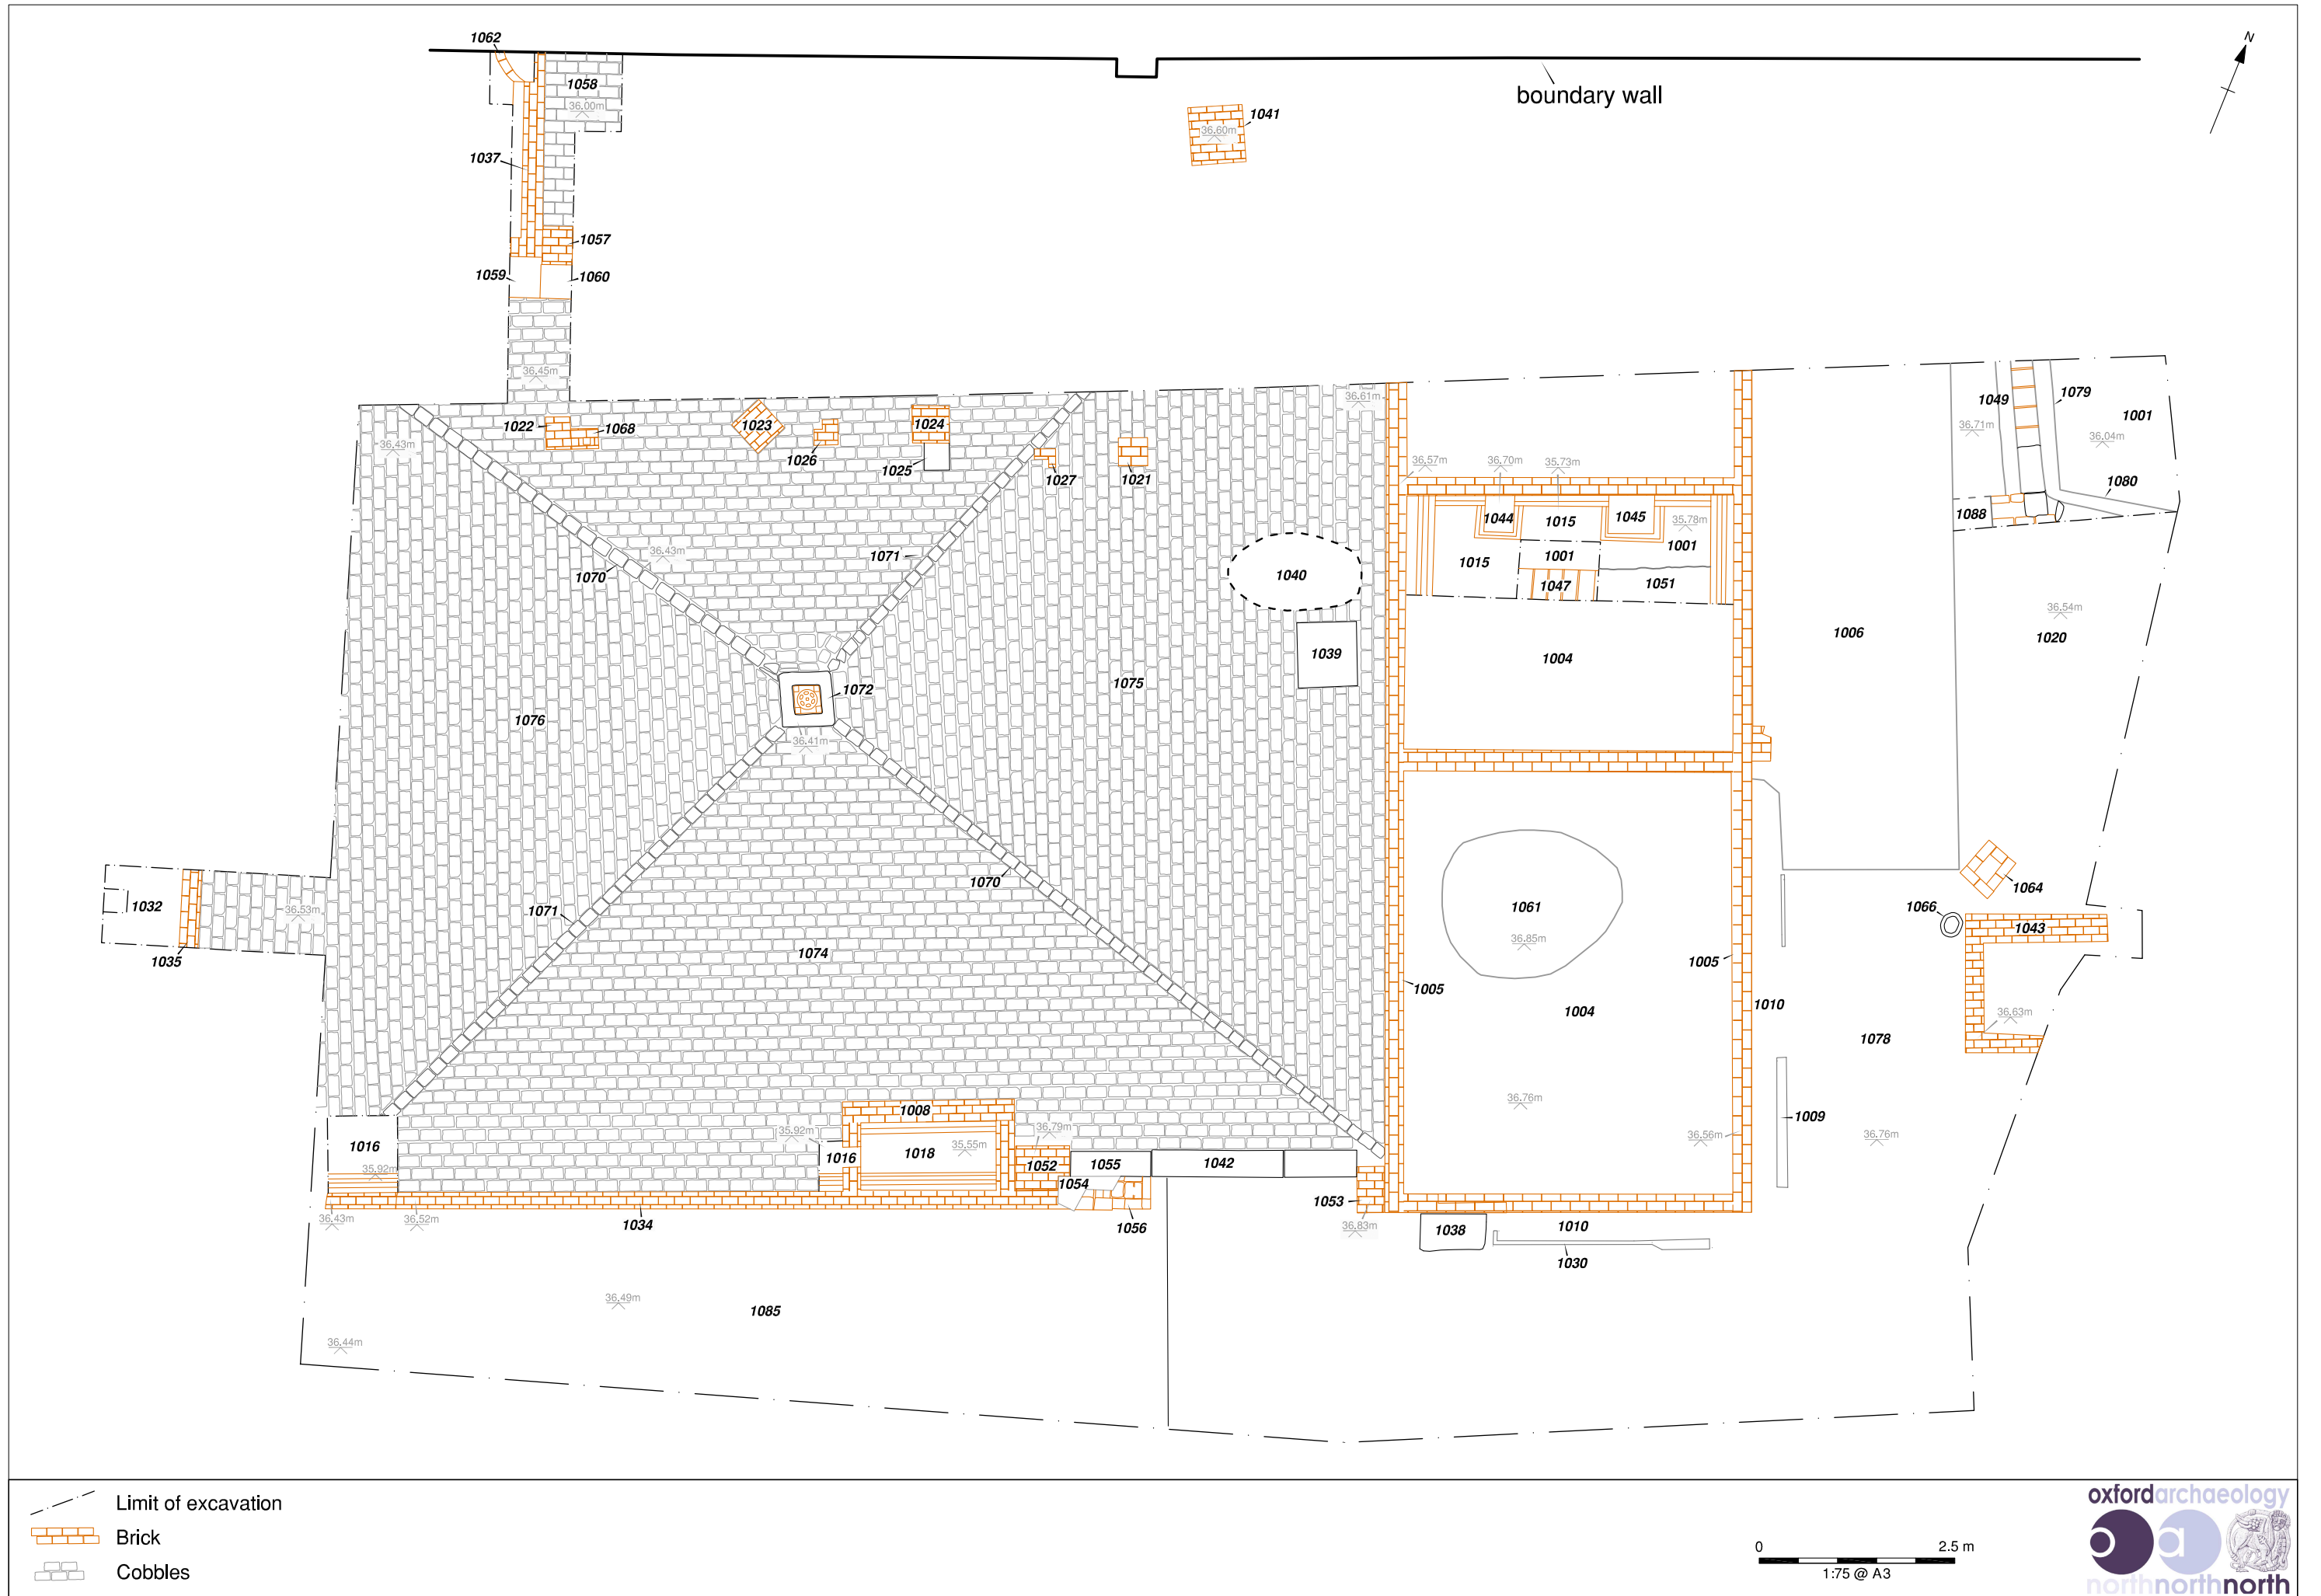 N
1062
1058
36.00m
boundary wall
1041
36.60m
1037
1057
1059
1060
36.45m
36.61m
36.43m
1022
1068
1023
1026
1024
1025
1027
1021
1049
1079
1001
36.71m
36.04m
1080
1088
36.57m
36.70m
35.73m
1044
1015
1045
35.78m
1001
1001
1015
1047
1051
36.43m
1070
1071
1040
1039
1004
1006
36.54m
1020
1072
1075
1076
36.41m
1070
1071
1074
1032
36.53m
1035
1061
36.85m
1005
1005
1004
1010
1064
1066
1043
36.63m
1078
36.76m
36.56m
1009
36.76m
1008
35.92m
36.79m
1016
35.92m
1016
1018
35.55m
1052
1055
1042
1054
1053
1056
36.83m
1038
1010
1030
36.43m
36.52m
1034
36.49m
1085
36.44m
Limit of excavation
Brick
Cobbles
0 2.5 m
1:75 @ A3
oxfordarchaeology
o a
northnorthnorth